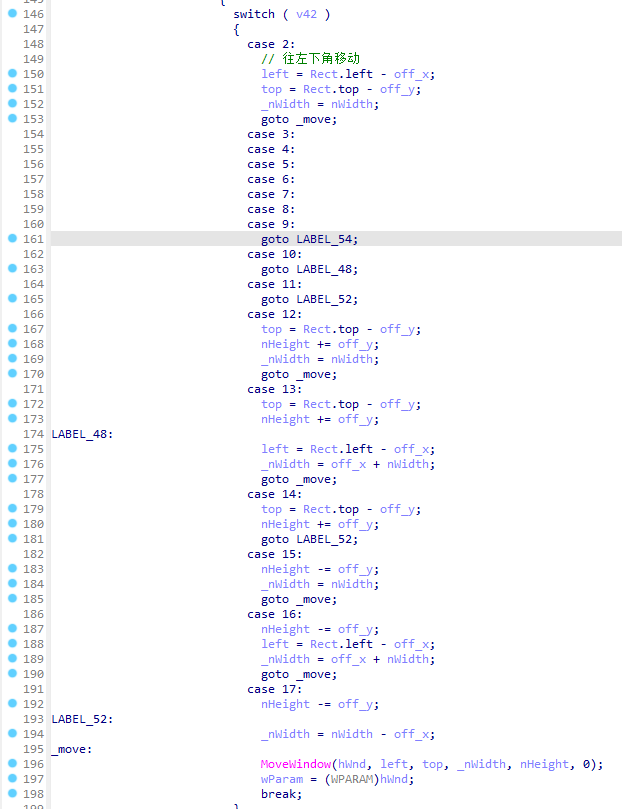 {
146 switch ( v42 )
147 {
148 case 2:
149 // 往左下角移动
150 left = Rect.left - off_x;
151 top = Rect.top - off_y;
152 _nWidth = nWidth;
153 goto _move;
154 case 3:
155 case 4:
156 case 5:
157 case 6:
158 case 7:
159 case 8:
160 case 9:
161 goto LABEL_54;
162 case 10:
163 goto LABEL_48;
164 case 11:
165 goto LABEL_52;
166 case 12:
167 top = Rect.top - off_y;
168 nHeight += off_y;
169 _nWidth = nWidth;
170 goto _move;
171 case 13:
172 top = Rect.top - off_y;
173 nHeight += off_y;
174 LABEL_48:
175 left = Rect.left - off_x;
176 _nWidth = off_x + nWidth;
177 goto _move;
178 case 14:
179 top = Rect.top - off_y;
180 nHeight += off_y;
181 goto LABEL_52;
182 case 15:
183 nHeight -= off_y;
184 _nWidth = nWidth;
185 goto _move;
186 case 16:
187 nHeight -= off_y;
188 left = Rect.left - off_x;
189 _nWidth = off_x + nWidth;
190 goto _move;
191 case 17:
192 nHeight -= off_y;
193 LABEL_52:
194 _nWidth = nWidth - off_x;
195 _move:
196 MoveWindow(hWnd, left, top, _nWidth, nHeight, 0);
197 wParam = (WPARAM)hWnd;
198 break;